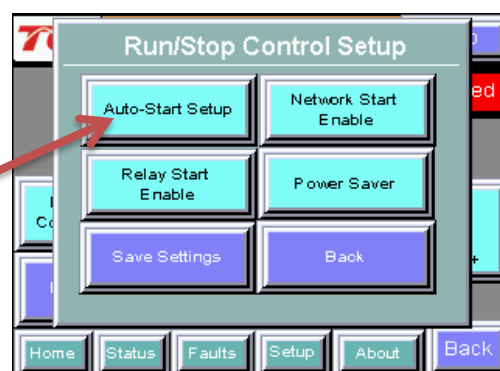 Run/Stop Control Setup
ed
Auto-Start Setup
Network Start
Enable
Relay Start
Enable
Power Saver
Save Settings
Back
+
Home
Status
Faults
Setup
About
Back